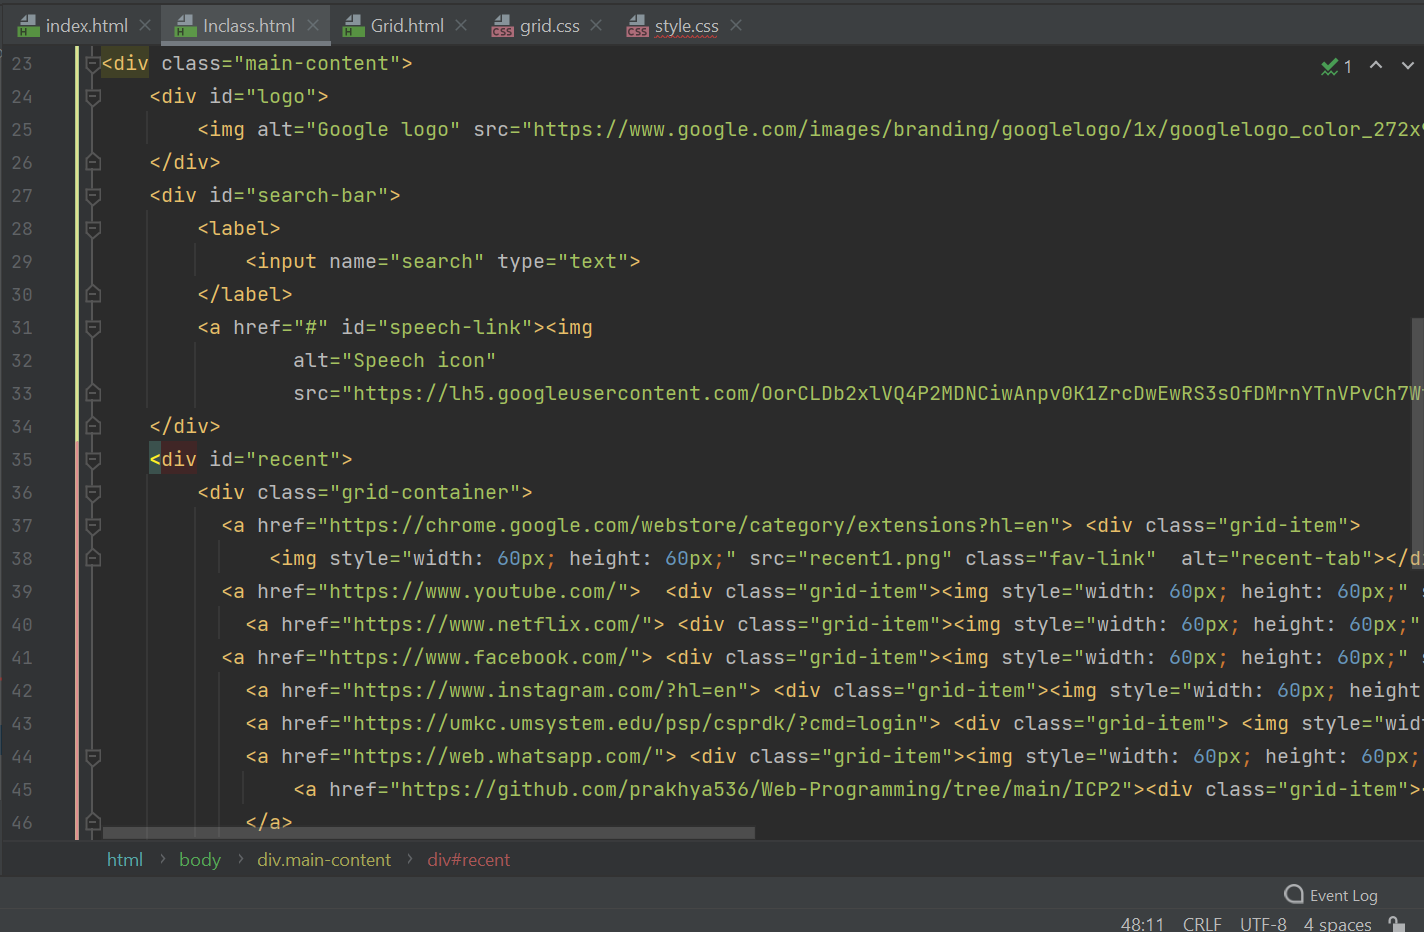 index.html Inclass.html Grid.html grid.css style.css
23 <div class="main-content"> 1
24 <div id="logo">
25 <img alt="Google logo" src="https://www.google.com/images/branding/googlelogo/1x/googlelogo_color_272x
26 </div>
27 <div id="search-bar">
28 <label>
29 <input name="search" type="text">
30 </label>
31 <a href="#" id="speech-link"><img
32 alt="Speech icon"
33 src="https://lh5.googleusercontent.com/OorCLDb2xlVQ4P2MDNCiwAnpv0K1ZrcDwEwRS3sOfDMrnYTnVPvCh7W
34 </div>
35 <div id="recent">
36 <div class="grid-container">
37 <a href="https://chrome.google.com/webstore/category/extensions?hl=en"> <div class="grid-item">
38 <img style="width: 60px; height: 60px;" src="recent1.png" class="fav-link"  alt="recent-tab"></d
39 <a href="https://www.youtube.com/">  <div class="grid-item"><img style="width: 60px; height: 60px;"
40 <a href="https://www.netflix.com/"> <div class="grid-item"><img style="width: 60px; height: 60px;"
41 <a href="https://www.facebook.com/"> <div class="grid-item"><img style="width: 60px; height: 60px;"
42 <a href="https://www.instagram.com/?hl=en"> <div class="grid-item"><img style="width: 60px; height
43 <a href="https://umkc.umsystem.edu/psp/csprdk/?cmd=login"> <div class="grid-item"> <img style="wid
44 <a href="https://web.whatsapp.com/"> <div class="grid-item"><img style="width: 60px; height: 60px;
45 <a href="https://github.com/prakhya536/Web-Programming/tree/main/ICP2"><div class="grid-item"><
46 </a>
html › body › div.main-content › div#recent
Event Log
48:11 CRLF UTF-8 4 spaces